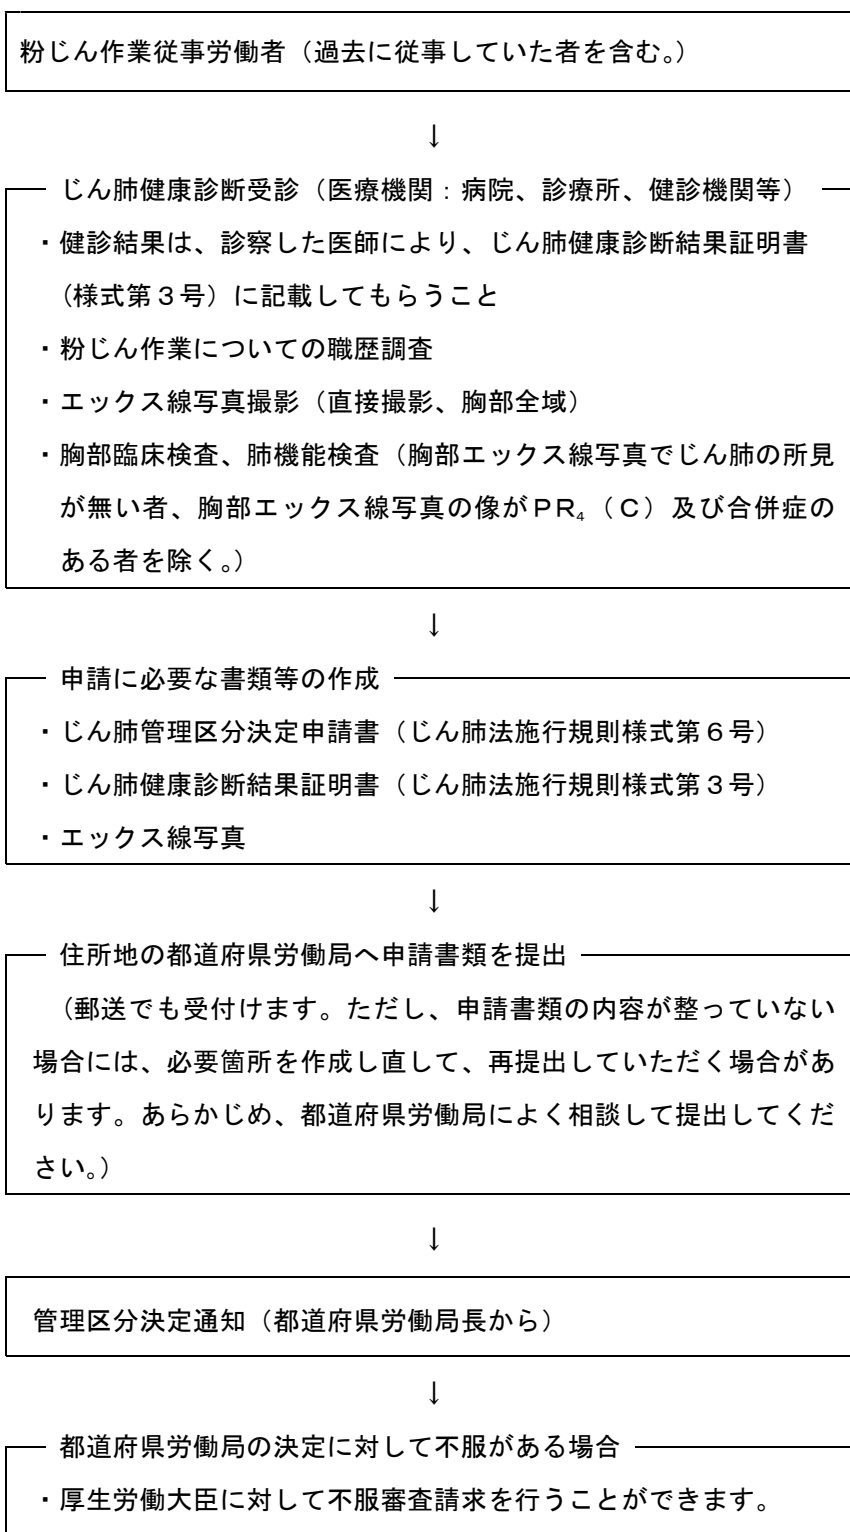 粉じん作業従事労働者（過去に従事していた者を含む。）
↓
じん肺健康診断受診（医療機関：病院、診療所、健診機関等）
・健診結果は、診察した医師により、じん肺健康診断結果証明書
（様式第３号）に記載してもらうこと
・粉じん作業についての職歴調査
・エックス線写真撮影（直接撮影、胸部全域）
・胸部臨床検査、肺機能検査（胸部エックス線写真でじん肺の所見
が無い者、胸部エックス線写真の像がＰＲ₄（Ｃ）及び合併症の
ある者を除く。）
↓
申請に必要な書類等の作成
・じん肺管理区分決定申請書（じん肺法施行規則様式第６号）
・じん肺健康診断結果証明書（じん肺法施行規則様式第３号）
・エックス線写真
↓
住所地の都道府県労働局へ申請書類を提出
（郵送でも受付けます。ただし、申請書類の内容が整っていない
場合には、必要箇所を作成し直して、再提出していただく場合があ
ります。あらかじめ、都道府県労働局によく相談して提出してくだ
さい。）
↓
管理区分決定通知（都道府県労働局長から）
↓
都道府県労働局の決定に対して不服がある場合
・厚生労働大臣に対して不服審査請求を行うことができます。